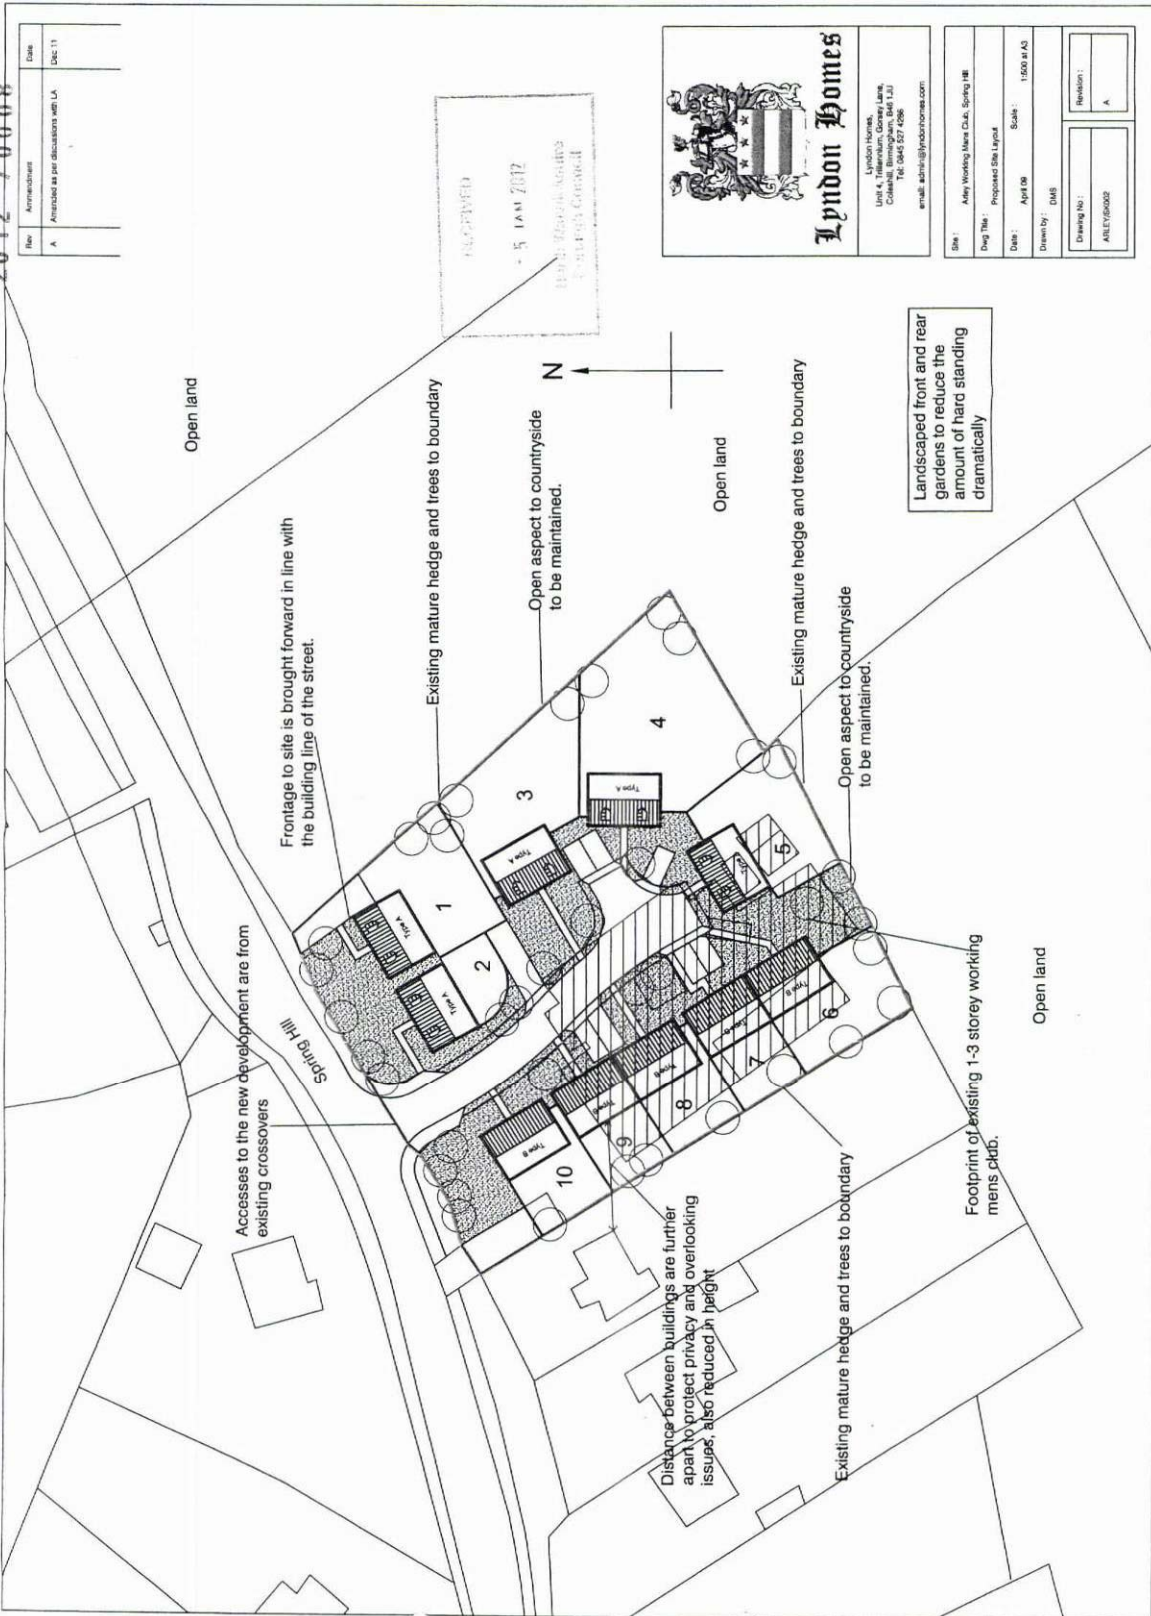 Rev
Ammendment
Date
A
Amended as per discussions with LA
Dec 11
Open land
Frontage to site is brought forward in line with
the building line of the street.
Accesses to the new development are from
existing crossovers
Spring Hill
Existing mature hedge and trees to boundary
Open aspect to countryside
to be maintained.
N
Open land
Existing mature hedge and trees to boundary
Open aspect to countryside
to be maintained.
1
2
3
4
5
6
7
8
9
10
Type A
Type A
Type A
Type A
Type B
Type B
Type B
Type B
Distance between buildings are further
apart to protect privacy and overlooking
issues, also reduced in height
Existing mature hedge and trees to boundary
Footprint of existing 1-3 storey working
mens club.
Open land
Landscaped front and rear
gardens to reduce the
amount of hard standing
dramatically
RECEIVED
- 5 JAN 2012
Lyndon Homes
Lyndon Homes,
Coleshill, Birmingham, B46 1JU
Tel: 0845 527 4266
email: admin@lyndonhomes.com
Site :
Arley Working Mens Club, Spring Hill
Dwg Title :
Proposed Site Layout
Date :
April 09
Scale :
1:500 at A3
Drawn by :
DMS
Drawing No :
ARLEY/SK002
Revision :
A